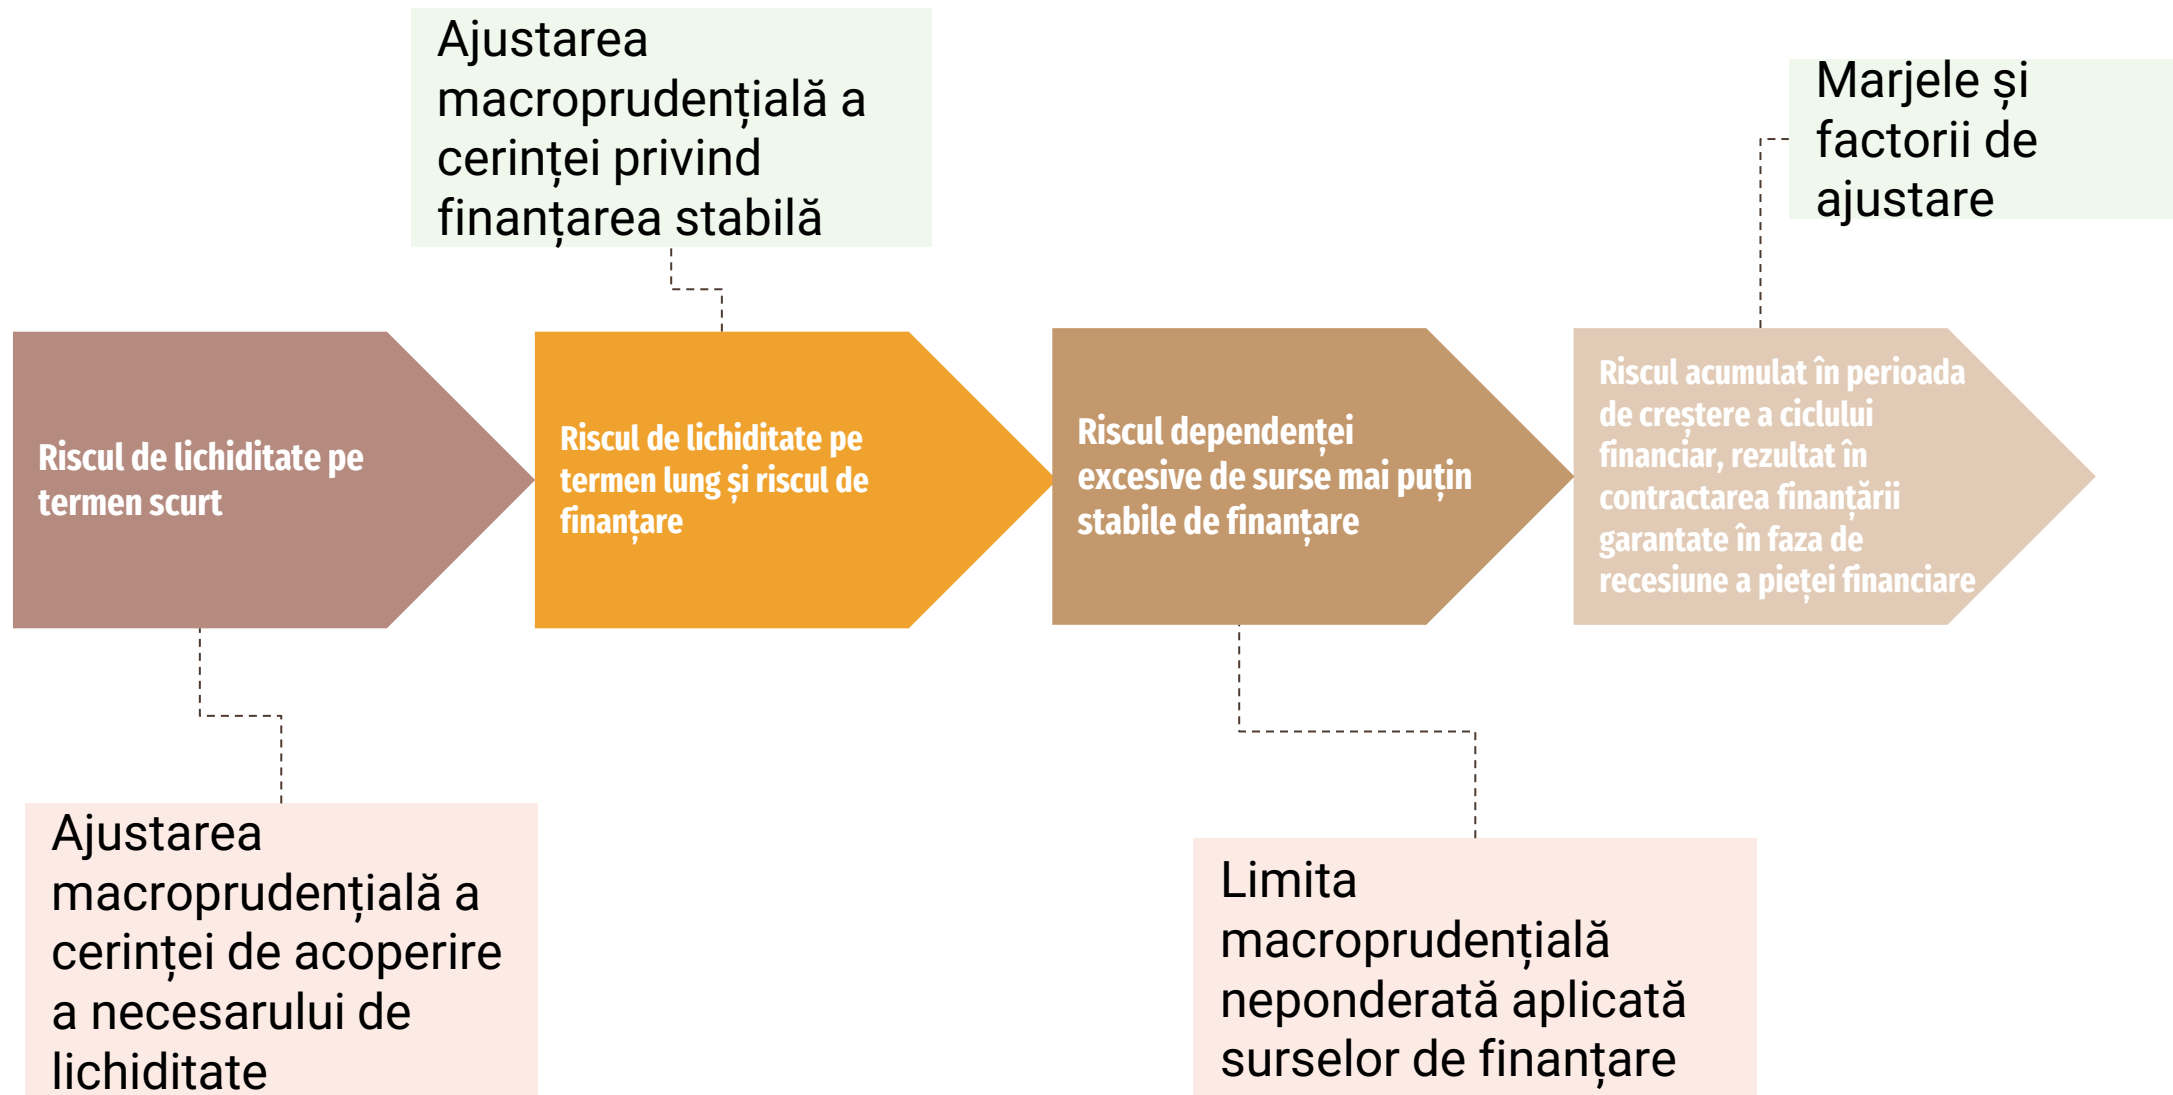 Ajustarea
macroprudențială a
cerinței privind
finanțarea stabilă
Marjele și
factorii de
ajustare
Riscul de lichiditate pe
termen scurt
Riscul de lichiditate pe
termen lung și riscul de
finanțare
Riscul dependenței
excesive de surse mai puțin
stabile de finanțare
Riscul acumulat în perioada
de creștere a ciclului
financiar, rezultat în
contractarea finanțării
garantate în faza de
recesiune a pieței financiare
Ajustarea
macroprudențială a
cerinței de acoperire
a necesarului de
lichiditate
Limita
macroprudențială
neponderată aplicată
surselor de finanțare